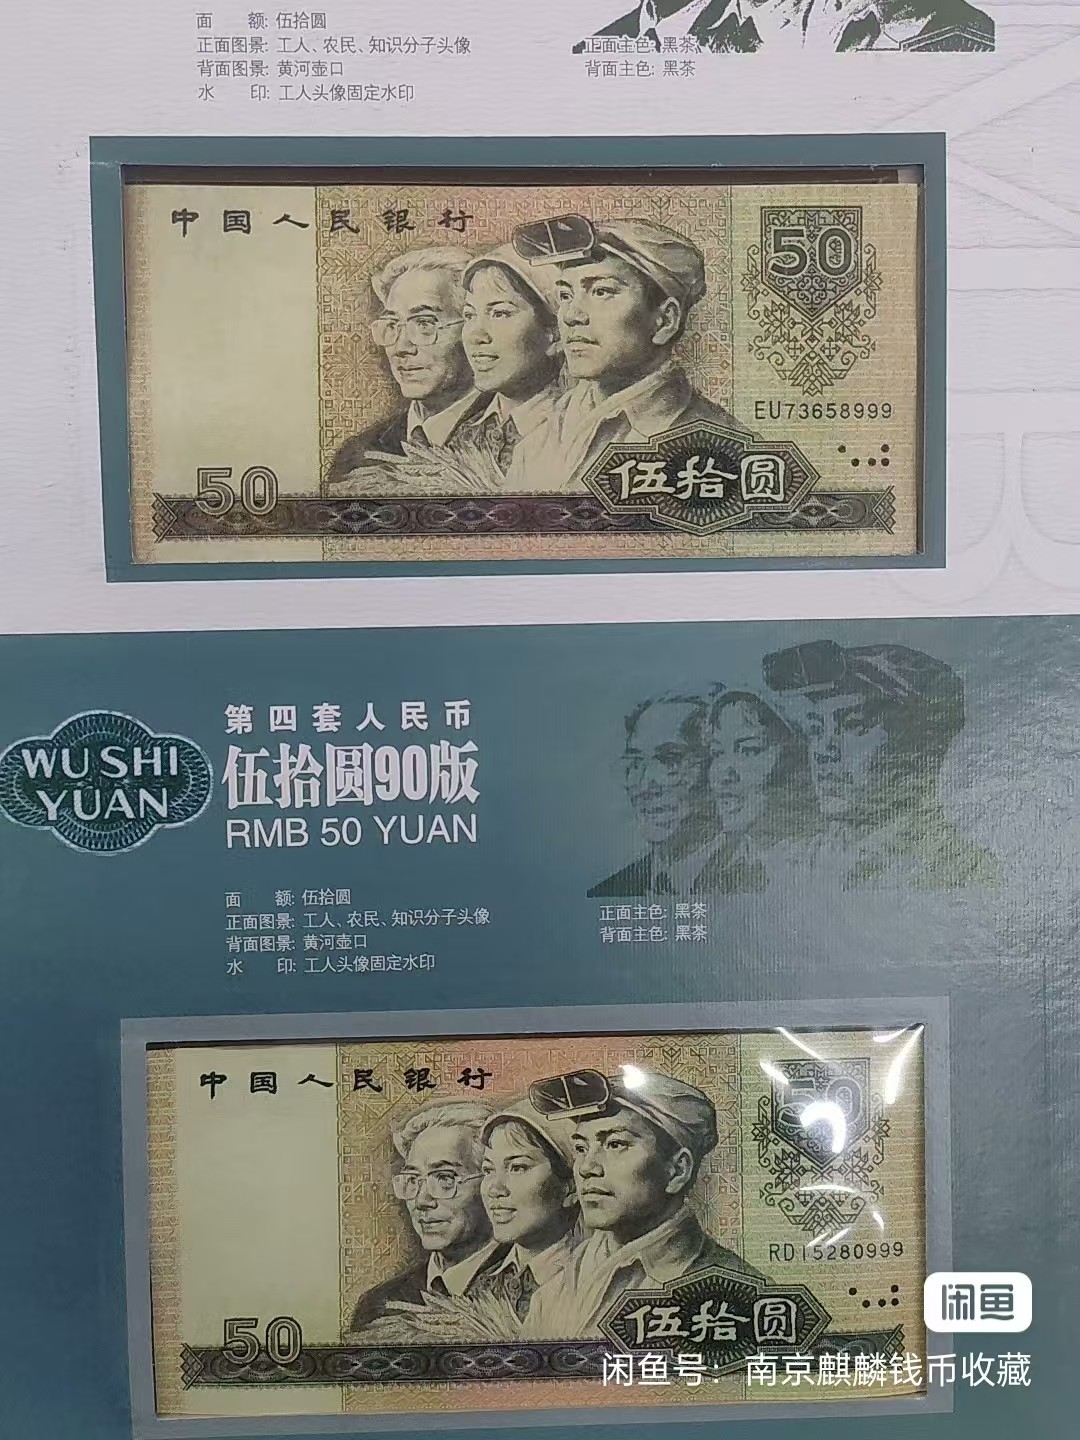 面 额: 伍拾圆
正面图景: 工人、农民、知识分子头像
背面图景: 黄河壶口
水 印: 工人头像固定水印
正面主色: 黑茶
背面主色: 黑茶
中国人民银行
50
EU73658999
50
伍拾圆
WU SHI
YUAN
第四套人民币
伍拾圆90版
RMB 50 YUAN
面 额: 伍拾圆
正面图景: 工人、农民、知识分子头像
背面图景: 黄河壶口
水 印: 工人头像固定水印
正面主色: 黑茶
背面主色: 黑茶
中国人民银行
50
RD15280999
50
伍拾圆
闲鱼
闲鱼号：南京麒麟钱币收藏